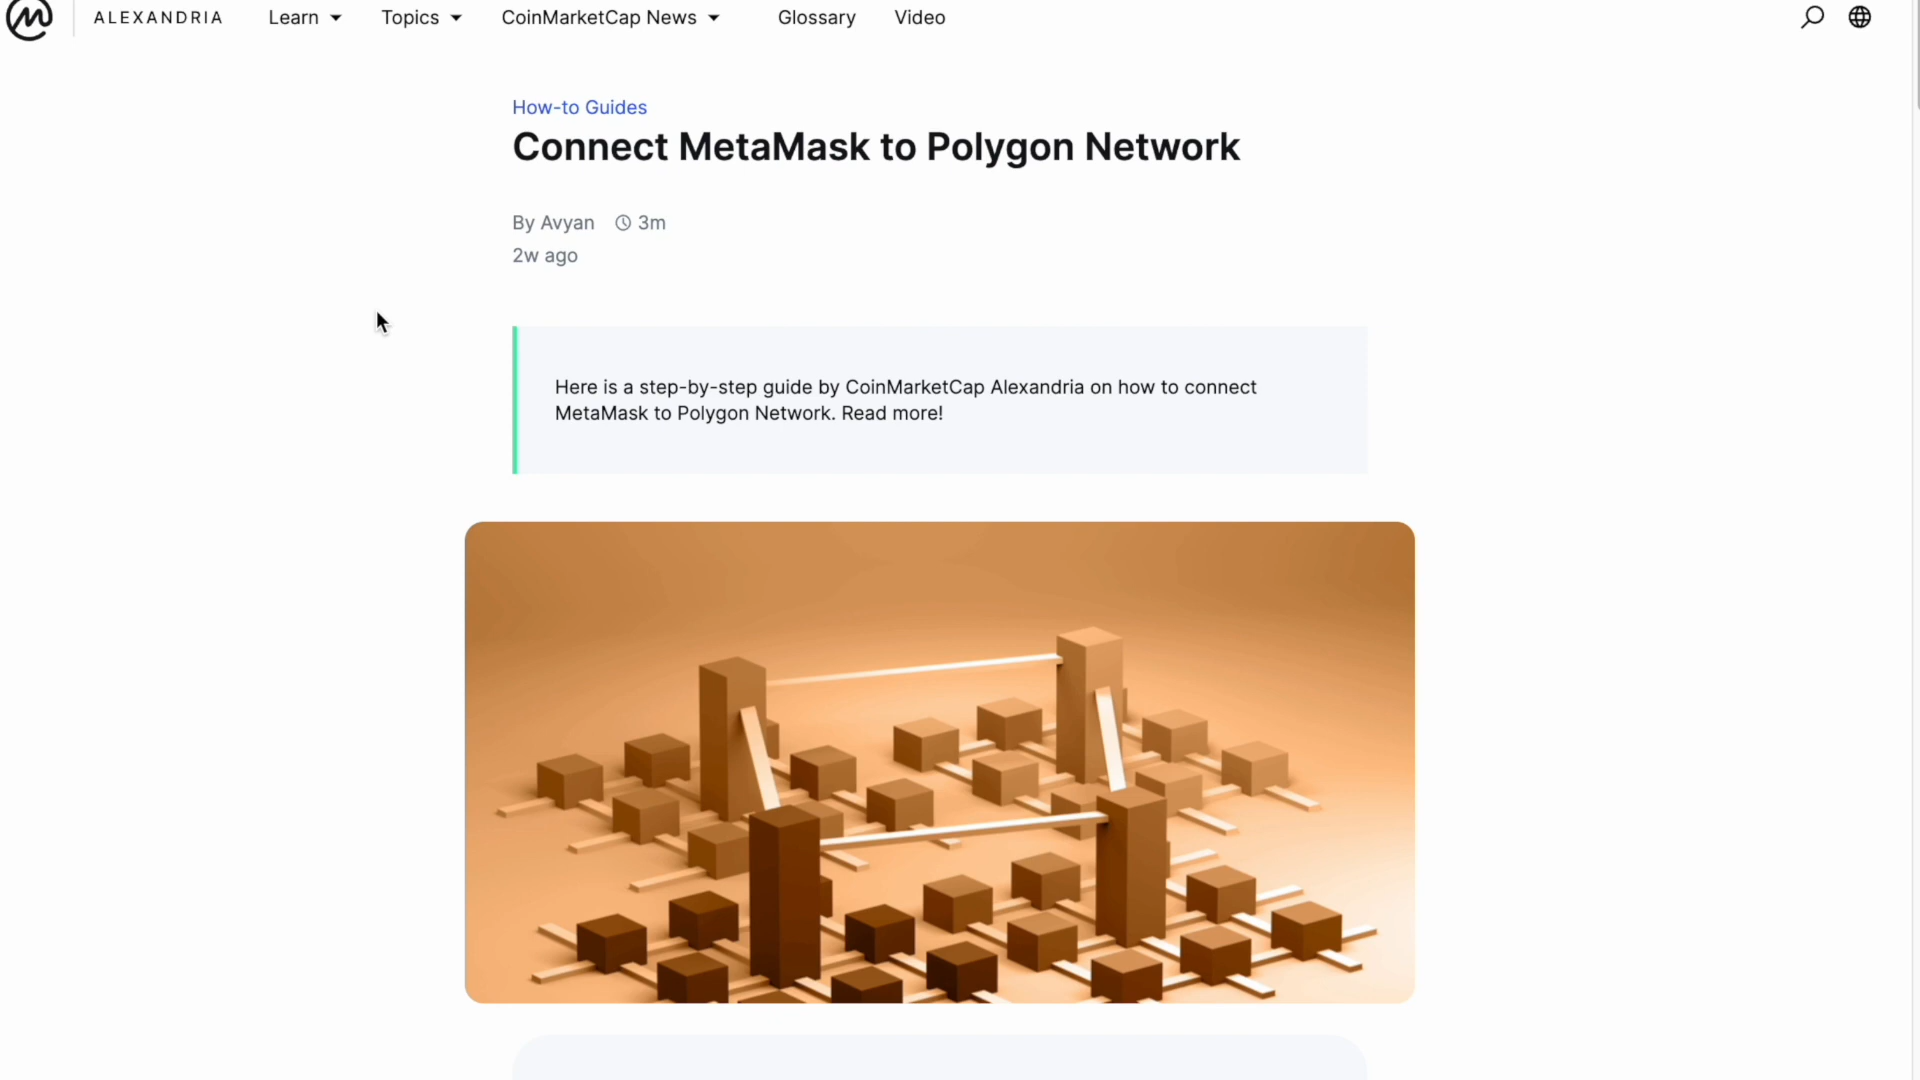 ALEXANDRIA Learn Topics CoinMarketCap News Glossary Video
How-to Guides
Connect MetaMask to Polygon Network
By Avyan 3m
2w ago
Here is a step-by-step guide by CoinMarketCap Alexandria on how to connect
MetaMask to Polygon Network. Read more!